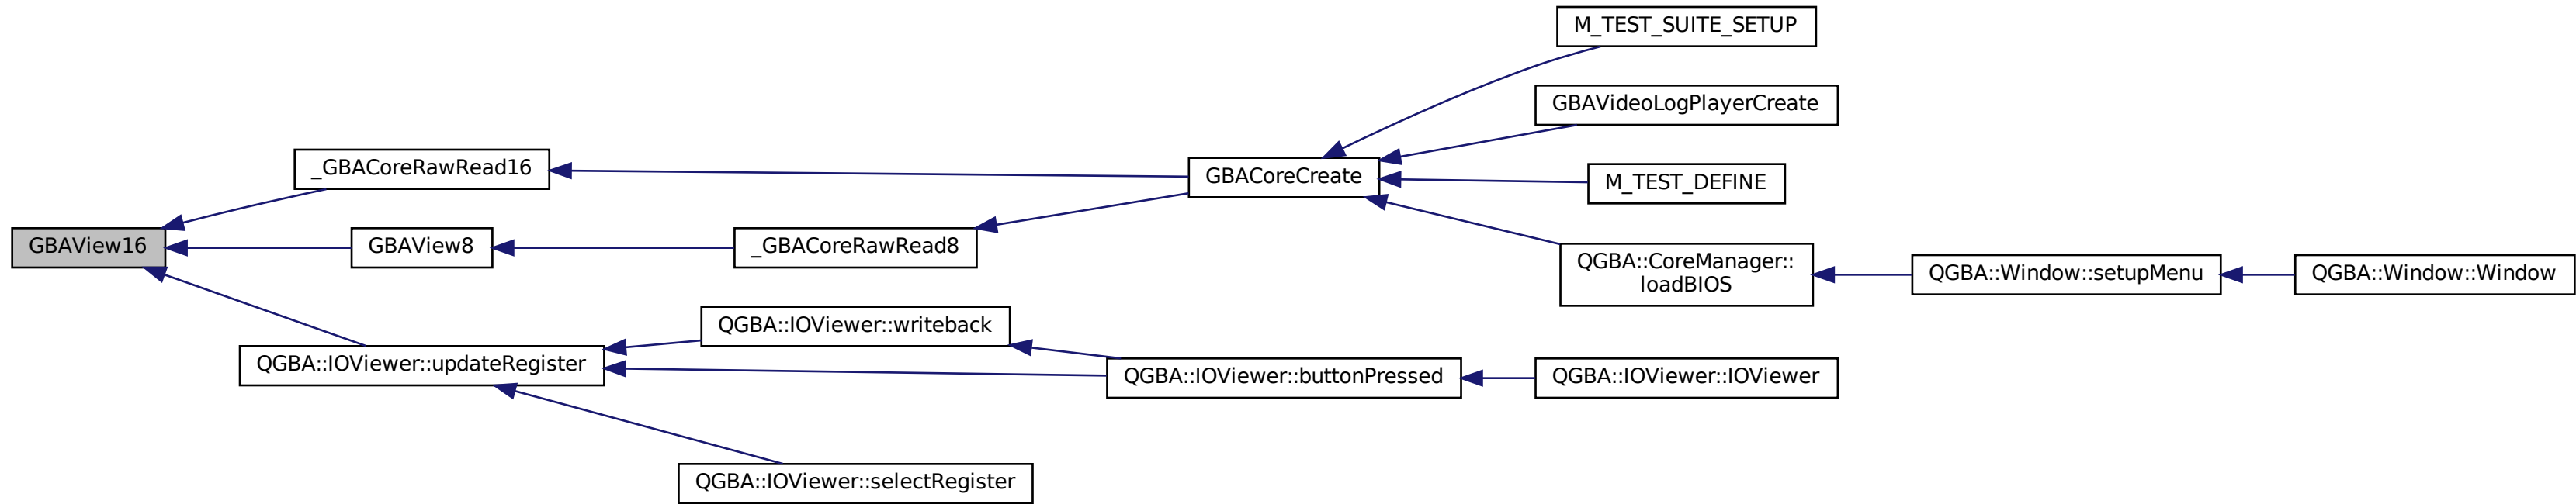 M_TEST_SUITE_SETUP
GBAVideoLogPlayerCreate
_GBACoreRawRead16
GBACoreCreate
M_TEST_DEFINE
GBAView16
GBAView8
_GBACoreRawRead8
QGBA::CoreManager::
loadBIOS
QGBA::Window::setupMenu
QGBA::Window::Window
QGBA::IOViewer::writeback
QGBA::IOViewer::updateRegister
QGBA::IOViewer::buttonPressed
QGBA::IOViewer::IOViewer
QGBA::IOViewer::selectRegister